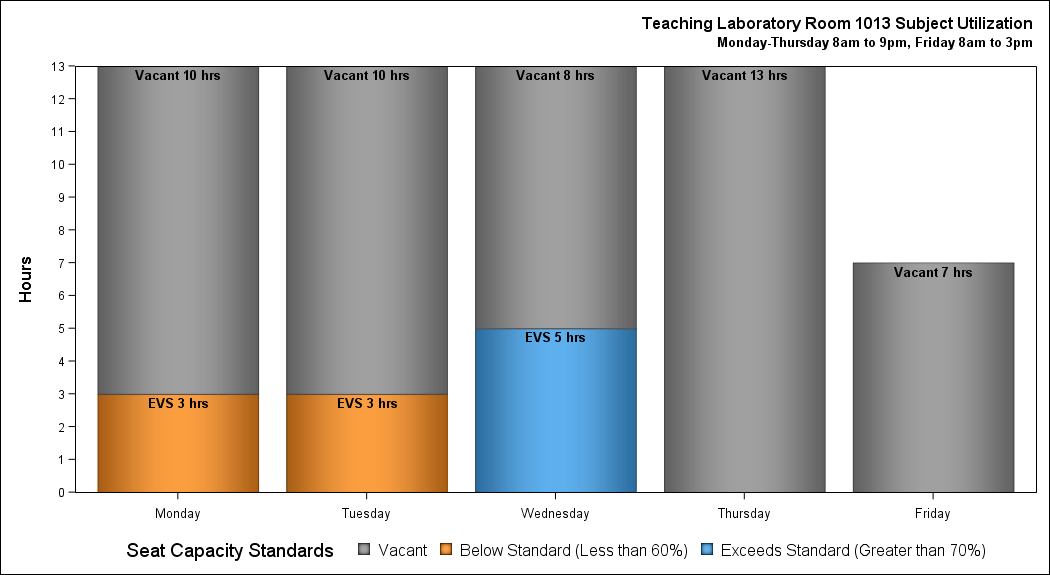 Teaching Laboratory Room 1013 Subject Utilization
Monday-Thursday 8am to 9pm, Friday 8am to 3pm
Hours
13
12
11
10
9
8
7
6
5
4
3
2
1
0
Vacant 10 hrs
Vacant 10 hrs
Vacant 8 hrs
Vacant 13 hrs
Vacant 7 hrs
EVS 5 hrs
EVS 3 hrs
EVS 3 hrs
Monday
Tuesday
Wednesday
Thursday
Friday
Seat Capacity Standards
Vacant
Below Standard (Less than 60%)
Exceeds Standard (Greater than 70%)